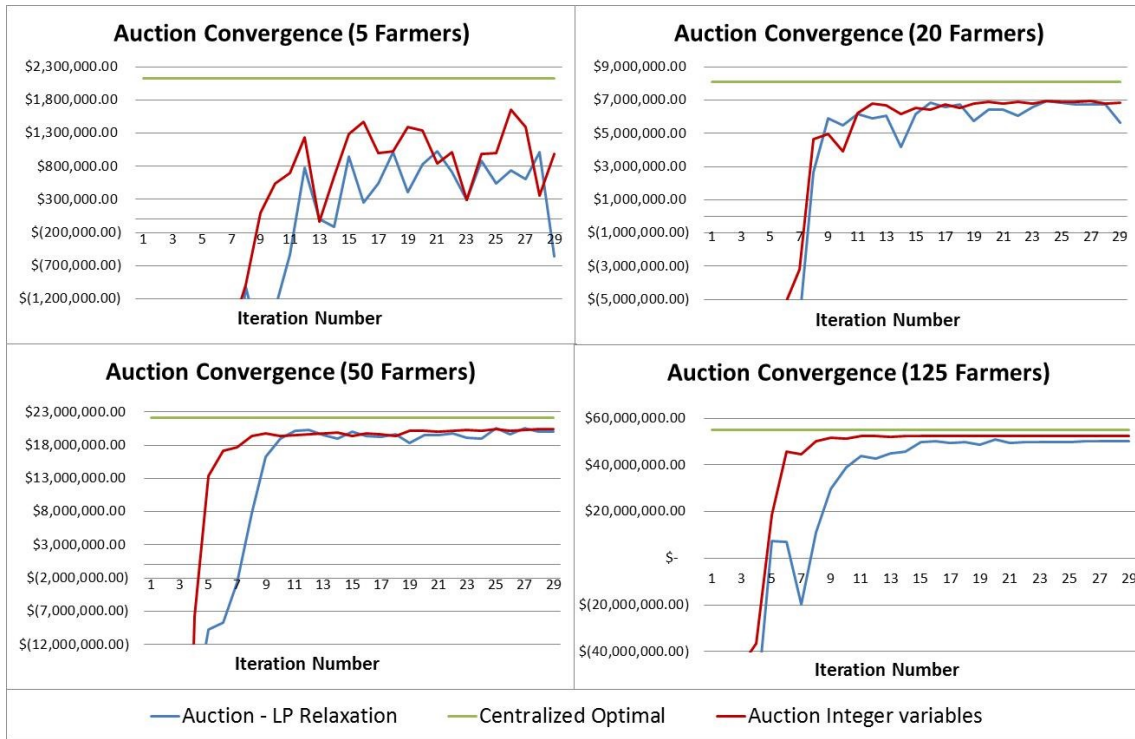 Auction Convergence (5 Farmers)
$2,300,000.00
$1,800,000.00
$1,300,000.00
$800,000.00
$300,000.00
$(200,000.00)
$(700,000.00)
$(1,200,000.00)
1 3 5 7 9 11 13 15 17 19 21 23 25 27 29
Iteration Number
Auction Convergence (20 Farmers)
$9,000,000.00
$7,000,000.00
$5,000,000.00
$3,000,000.00
$1,000,000.00
$(1,000,000.00)
$(3,000,000.00)
$(5,000,000.00)
1 3 5 7 9 11 13 15 17 19 21 23 25 27 29
Iteration Number
Auction Convergence (50 Farmers)
$23,000,000.00
$18,000,000.00
$13,000,000.00
$8,000,000.00
$3,000,000.00
$(2,000,000.00)
$(7,000,000.00)
$(12,000,000.00)
1 3 5 7 9 11 13 15 17 19 21 23 25 27 29
Iteration Number
Auction Convergence (125 Farmers)
$60,000,000.00
$40,000,000.00
$20,000,000.00
$-
$(20,000,000.00)
$(40,000,000.00)
1 3 5 7 9 11 13 15 17 19 21 23 25 27 29
Iteration Number
Auction - LP Relaxation
Centralized Optimal
Auction Integer variables